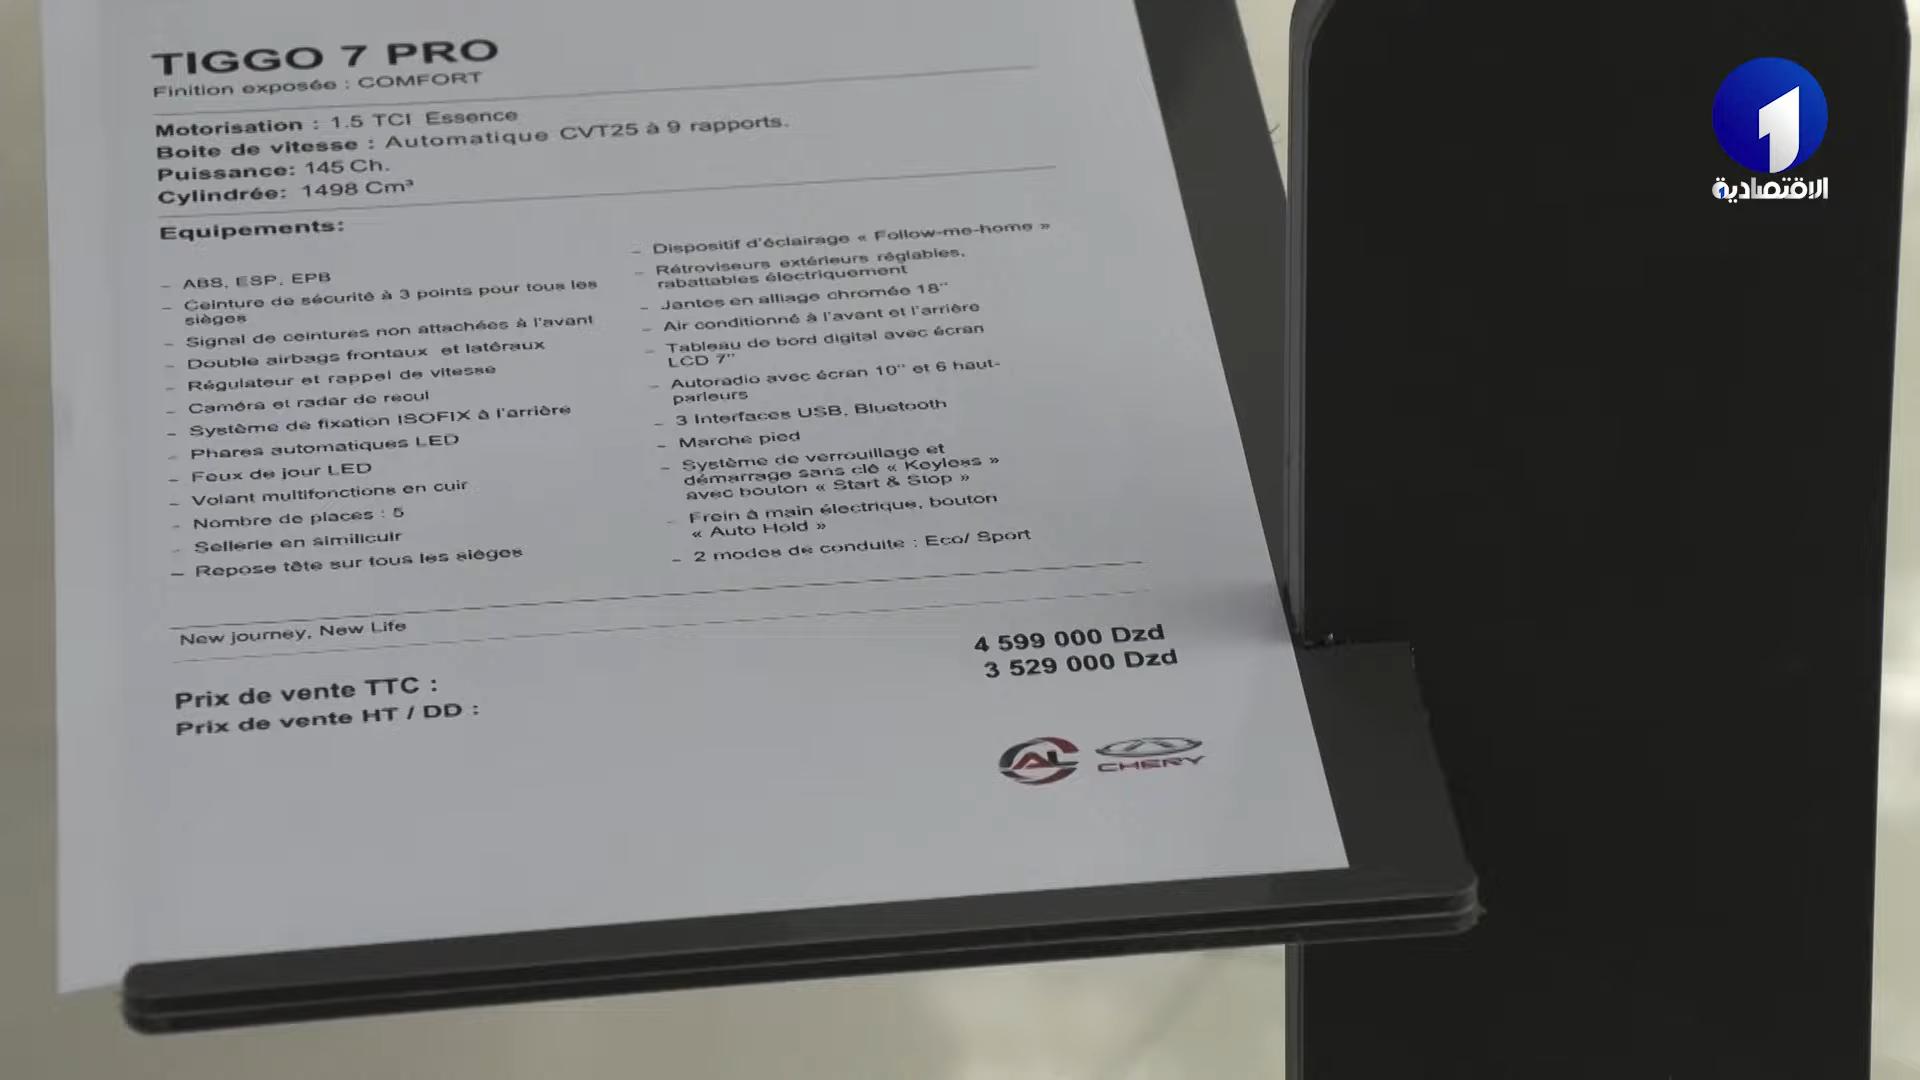 TIGGO 7 PRO
Finition exposée : COMFORT
Motorisation : 1.5 TCI Essence
Boite de vitesse : Automatique CVT25 à 9 rapports.
Puissance: 145 Ch.
Cylindrée: 1498 Cm³
Equipements:
– ABS, ESP, EPB
– Ceinture de sécurité à 3 points pour tous les
sièges
– Signal de ceintures non attachées à l'avant
– Double airbags frontaux et latéraux
– Régulateur et rappel de vitesse
– Caméra et radar de recul
– Système de fixation ISOFIX à l'arrière
– Phares automatiques LED
– Feux de jour LED
– Volant multifonctions en cuir
– Nombre de places : 5
– Sellerie en similicuir
– Repose tête sur tous les sièges
– Dispositif d'éclairage « Follow-me-home »
– Rétroviseurs extérieurs réglables,
rabattables électriquement
– Jantes en alliage chromée 18"
– Air conditionné à l'avant et l'arrière
– Tableau de bord digital avec écran
LCD 7"
– Autoradio avec écran 10" et 6 haut-
parleurs
– 3 Interfaces USB, Bluetooth
– Marche pied
– Système de verrouillage et
démarrage sans clé « Keyless »
avec bouton « Start & Stop »
– Frein à main électrique, bouton
« Auto Hold »
– 2 modes de conduite : Eco/ Sport
New journey, New Life
Prix de vente TTC : 4 599 000 Dzd
Prix de vente HT / DD : 3 529 000 Dzd
CAL CHERY
1
الاقتصادية